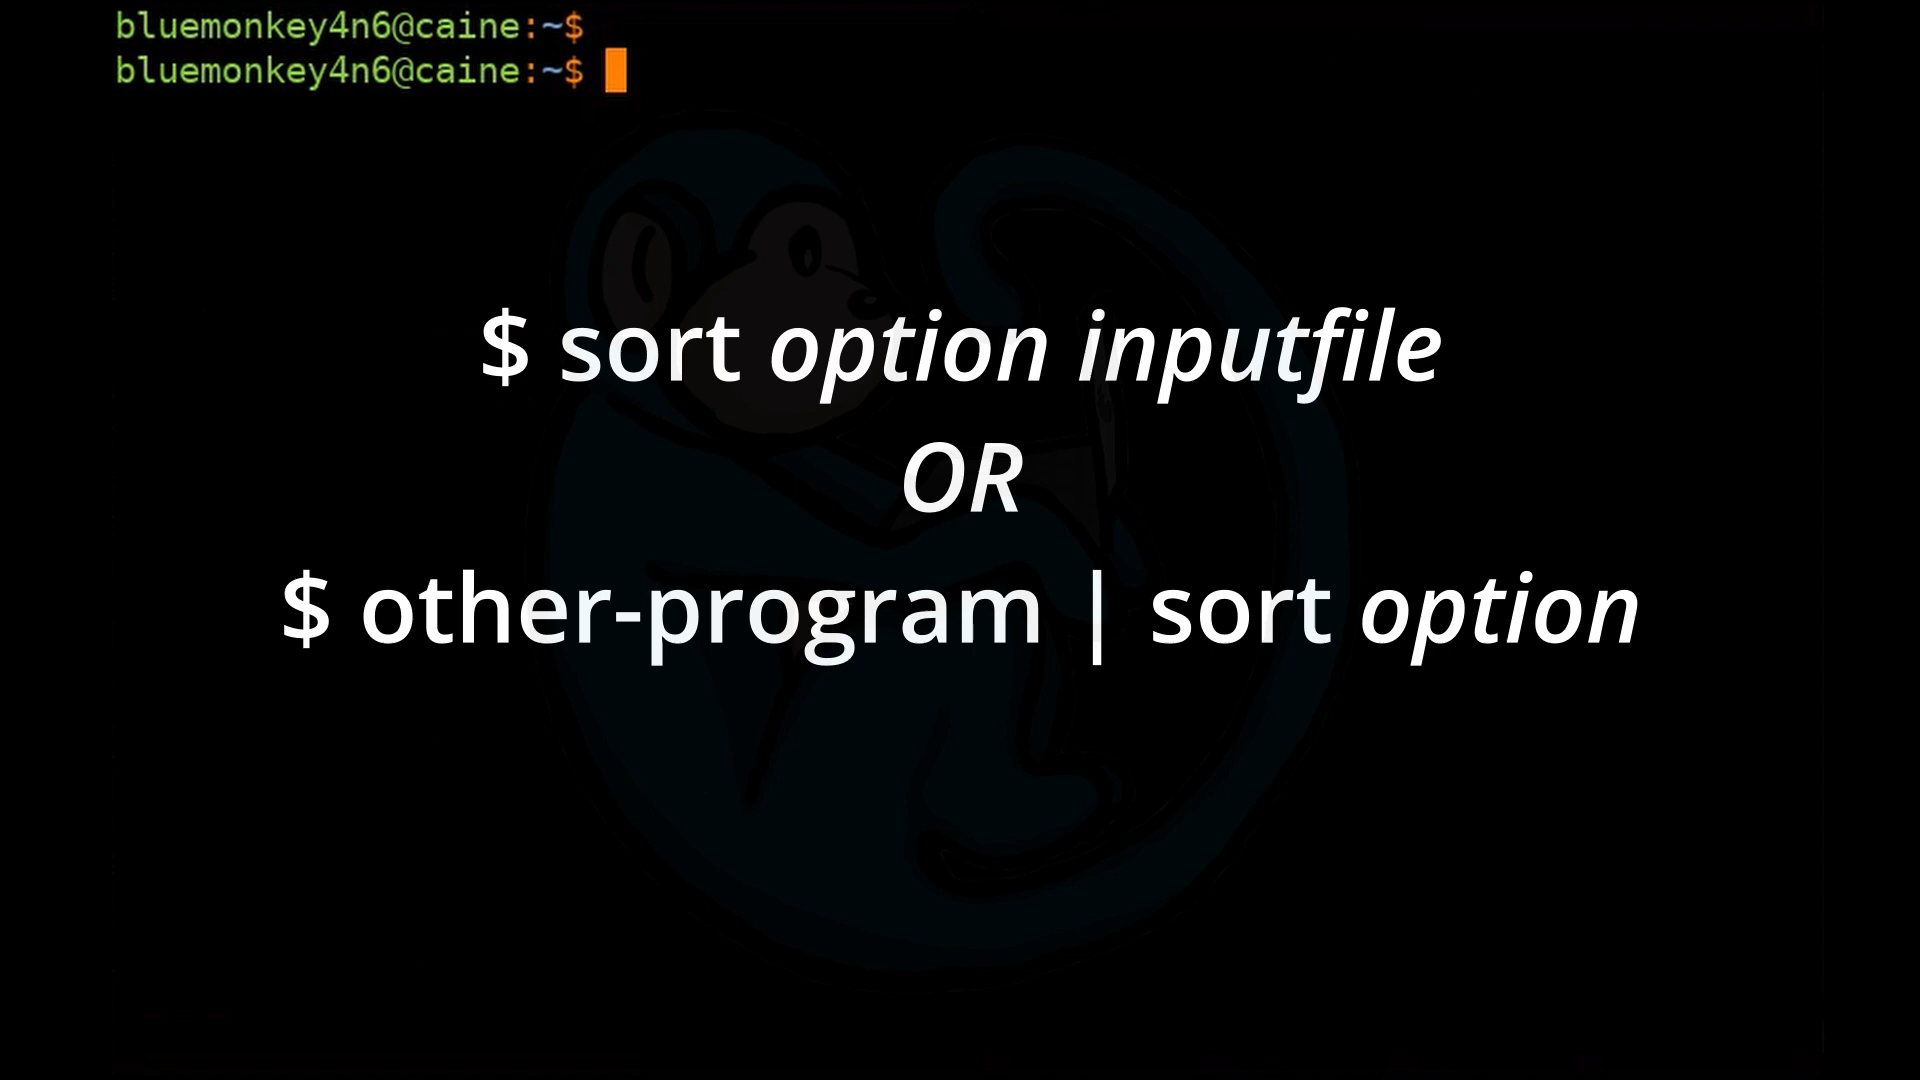 bluemonkey4n6@caine:~$
bluemonkey4n6@caine:~$
$ sort option inputfile
OR
$ other-program | sort option